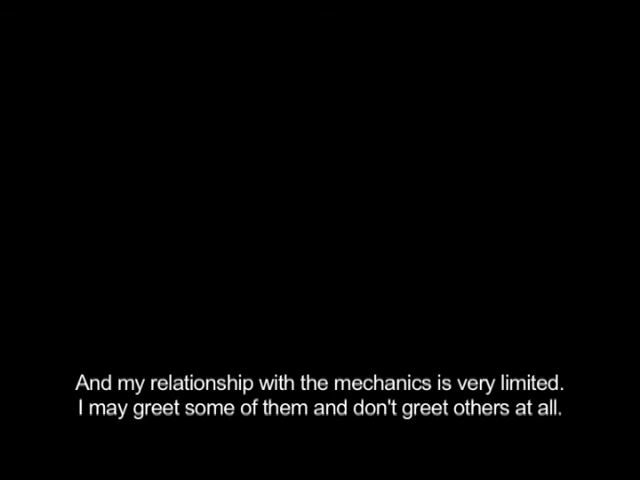 And my relationship with the mechanics is very limited.
I may greet some of them and don't greet others at all.